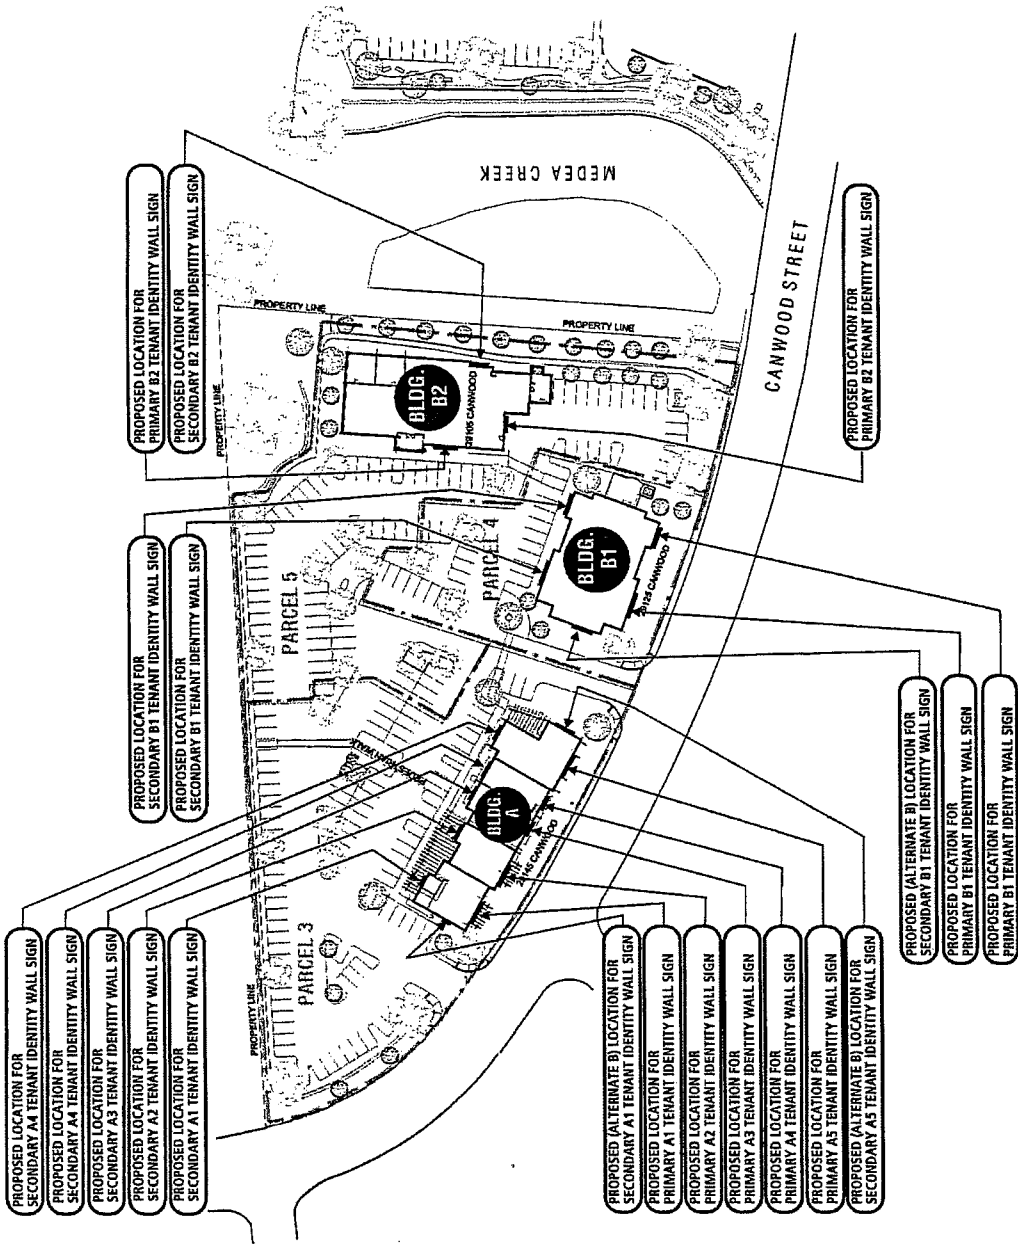 PROPOSED LOCATION FOR
PRIMARY B2 TENANT IDENTITY WALL SIGN
PROPOSED LOCATION FOR
SECONDARY B2 TENANT IDENTITY WALL SIGN
PROPOSED LOCATION FOR
SECONDARY B1 TENANT IDENTITY WALL SIGN
PROPOSED LOCATION FOR
SECONDARY B1 TENANT IDENTITY WALL SIGN
PROPOSED LOCATION FOR
SECONDARY A4 TENANT IDENTITY WALL SIGN
PROPOSED LOCATION FOR
SECONDARY A4 TENANT IDENTITY WALL SIGN
PROPOSED LOCATION FOR
SECONDARY A3 TENANT IDENTITY WALL SIGN
PROPOSED LOCATION FOR
SECONDARY A2 TENANT IDENTITY WALL SIGN
PROPOSED LOCATION FOR
SECONDARY A1 TENANT IDENTITY WALL SIGN
PROPERTY LINE
PROPERTY LINE
PROPERTY LINE
PROPERTY LINE
MEDEA CREEK
PARCEL 3
PARCEL 5
PARCEL 4
BLDG.
A
29145 CANWOOD
BLDG.
B1
29125 CANWOOD
BLDG.
B2
29105 CANWOOD
CANWOOD STREET
PROPOSED (ALTERNATE B) LOCATION FOR
SECONDARY A1 TENANT IDENTITY WALL SIGN
PROPOSED LOCATION FOR
PRIMARY A1 TENANT IDENTITY WALL SIGN
PROPOSED LOCATION FOR
PRIMARY A2 TENANT IDENTITY WALL SIGN
PROPOSED LOCATION FOR
PRIMARY A3 TENANT IDENTITY WALL SIGN
PROPOSED LOCATION FOR
PRIMARY A4 TENANT IDENTITY WALL SIGN
PROPOSED LOCATION FOR
PRIMARY A5 TENANT IDENTITY WALL SIGN
PROPOSED (ALTERNATE B) LOCATION FOR
SECONDARY A5 TENANT IDENTITY WALL SIGN
PROPOSED (ALTERNATE B) LOCATION FOR
SECONDARY B1 TENANT IDENTITY WALL SIGN
PROPOSED LOCATION FOR
PRIMARY B1 TENANT IDENTITY WALL SIGN
PROPOSED LOCATION FOR
PRIMARY B1 TENANT IDENTITY WALL SIGN
PROPOSED LOCATION FOR
PRIMARY B2 TENANT IDENTITY WALL SIGN